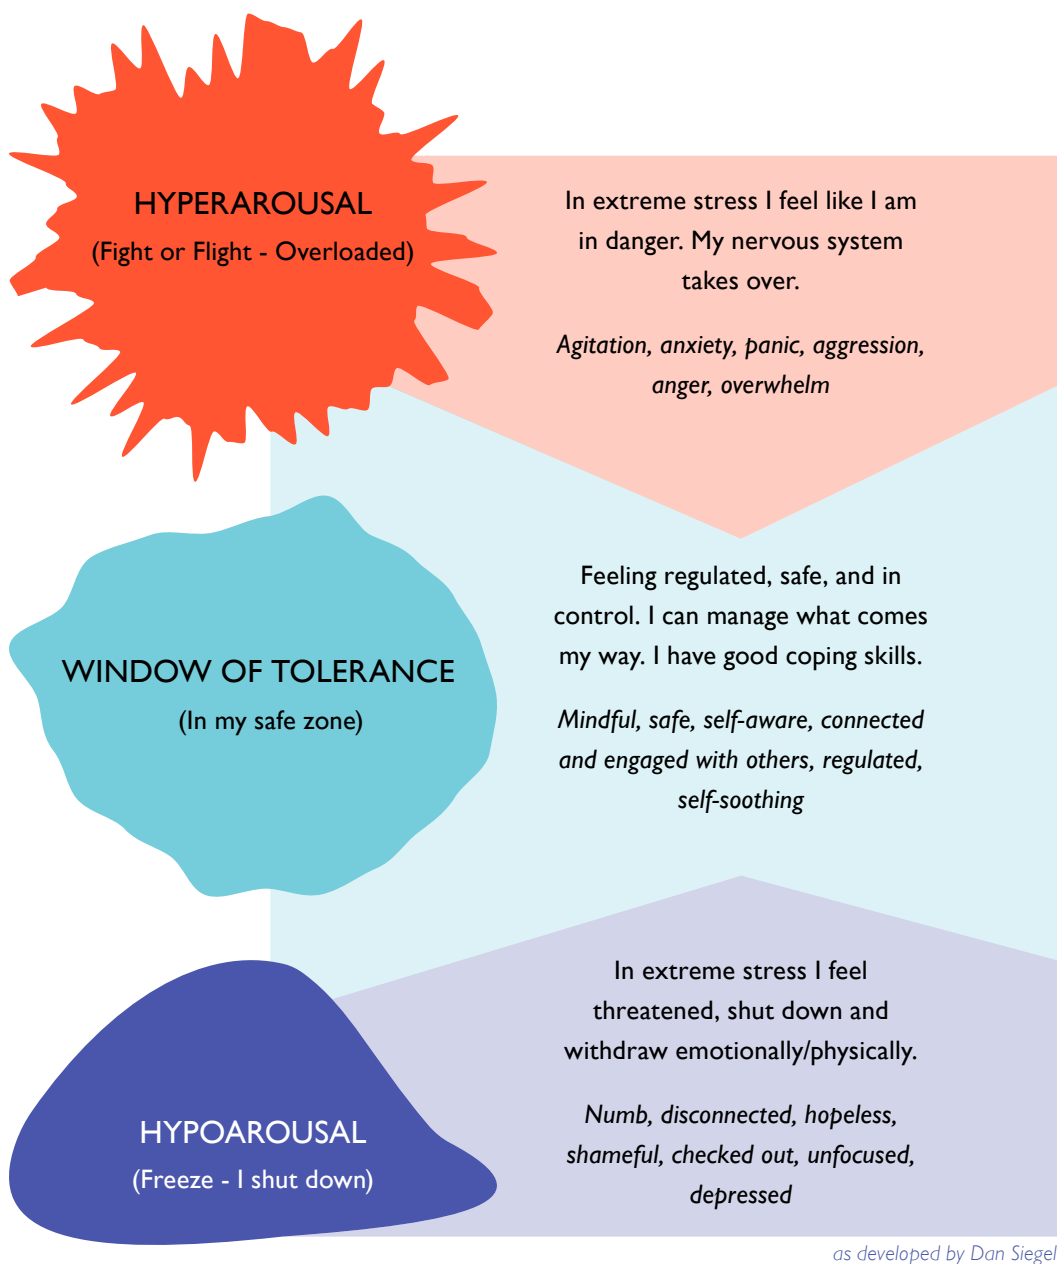 HYPERAROUSAL
(Fight or Flight - Overloaded)
In extreme stress I feel like I am
in danger. My nervous system
takes over.
Agitation, anxiety, panic, aggression,
anger, overwhelm
WINDOW OF TOLERANCE
(In my safe zone)
Feeling regulated, safe, and in
control. I can manage what comes
my way. I have good coping skills.
Mindful, safe, self-aware, connected
and engaged with others, regulated,
self-soothing
HYPOAROUSAL
(Freeze - I shut down)
In extreme stress I feel
threatened, shut down and
withdraw emotionally/physically.
Numb, disconnected, hopeless,
shameful, checked out, unfocused,
depressed
as developed by Dan Siegel